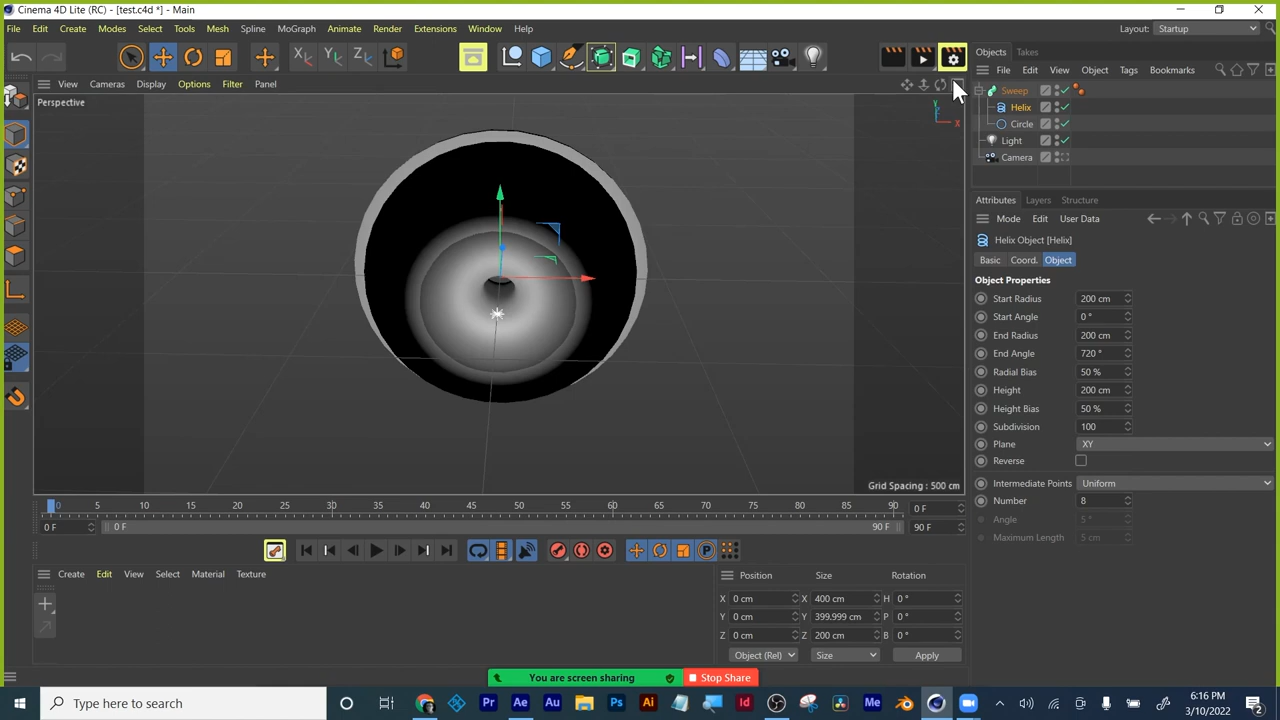 Cinema 4D Lite (RC) - [test.c4d *] - Main
File Edit Create Modes Select Tools Mesh Spline MoGraph Animate Render Extensions Window Help
Layout: Startup
Objects Takes
File Edit View Object Tags Bookmarks
View Cameras Display Options Filter Panel
Perspective
Y
X
Sweep
Helix
Circle
Light
Camera
Attributes Layers Structure
Mode Edit User Data
Helix Object [Helix]
Basic Coord. Object
Object Properties
Start Radius 200 cm
Start Angle 0 °
End Radius 200 cm
End Angle 720 °
Radial Bias 50 %
Height 200 cm
Height Bias 50 %
Subdivision 100
Plane XY
Reverse
Intermediate Points Uniform
Number 8
Angle 5 °
Maximum Length 5 cm
Grid Spacing : 500 cm
0 5 10 15 20 25 30 35 40 45 50 55 60 65 70 75 80 85 90 0 F
0 F 0 F 90 F 90 F
Create Edit View Select Material Texture
Position Size Rotation
X 0 cm X 400 cm H 0 °
Y 0 cm Y 399.999 cm P 0 °
Z 0 cm Z 200 cm B 0 °
Object (Rel) Size Apply
You are screen sharing Stop Share
Type here to search
Pr Ae Au Ps Ai Id Me
6:16 PM
3/10/2022
2